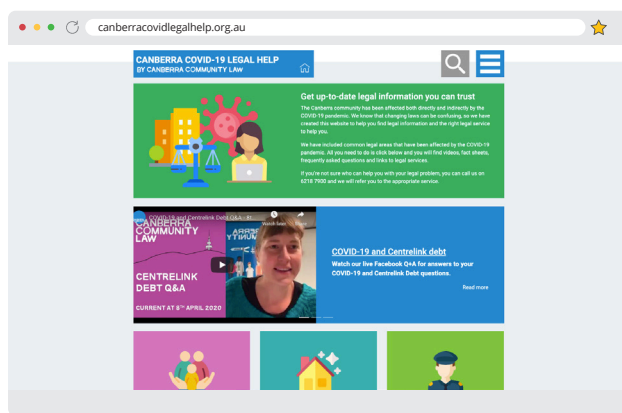 canberracovidlegalhelp.org.au
CANBERRA COVID-19 LEGAL HELP
BY CANBERRA COMMUNITY LAW
Get up-to-date legal information you can trust
The Canberra community has been affected both directly and indirectly by the
COVID-19 pandemic. We know that changing laws can be confusing, so we have
created this website to help you find legal information and the right legal service
to help you.
We have included common legal areas that have been affected by the COVID-19
pandemic. All you need to do is click below and you will find videos, fact sheets,
frequently asked questions and links to legal services.
If you're not sure who can help you with your legal problem, you can call us on
6218 7900 and we will refer you to the appropriate service.
COVID-19 and Centrelink Debt Q&A -
Watch later
Share
CANBERRA
COMMUNITY
LAW
CENTRELINK
DEBT Q&A
CURRENT AT 8TH APRIL 2020
COVID-19 and Centrelink debt
Watch our live Facebook Q+A for answers to your
COVID-19 and Centrelink Debt questions.
Read more